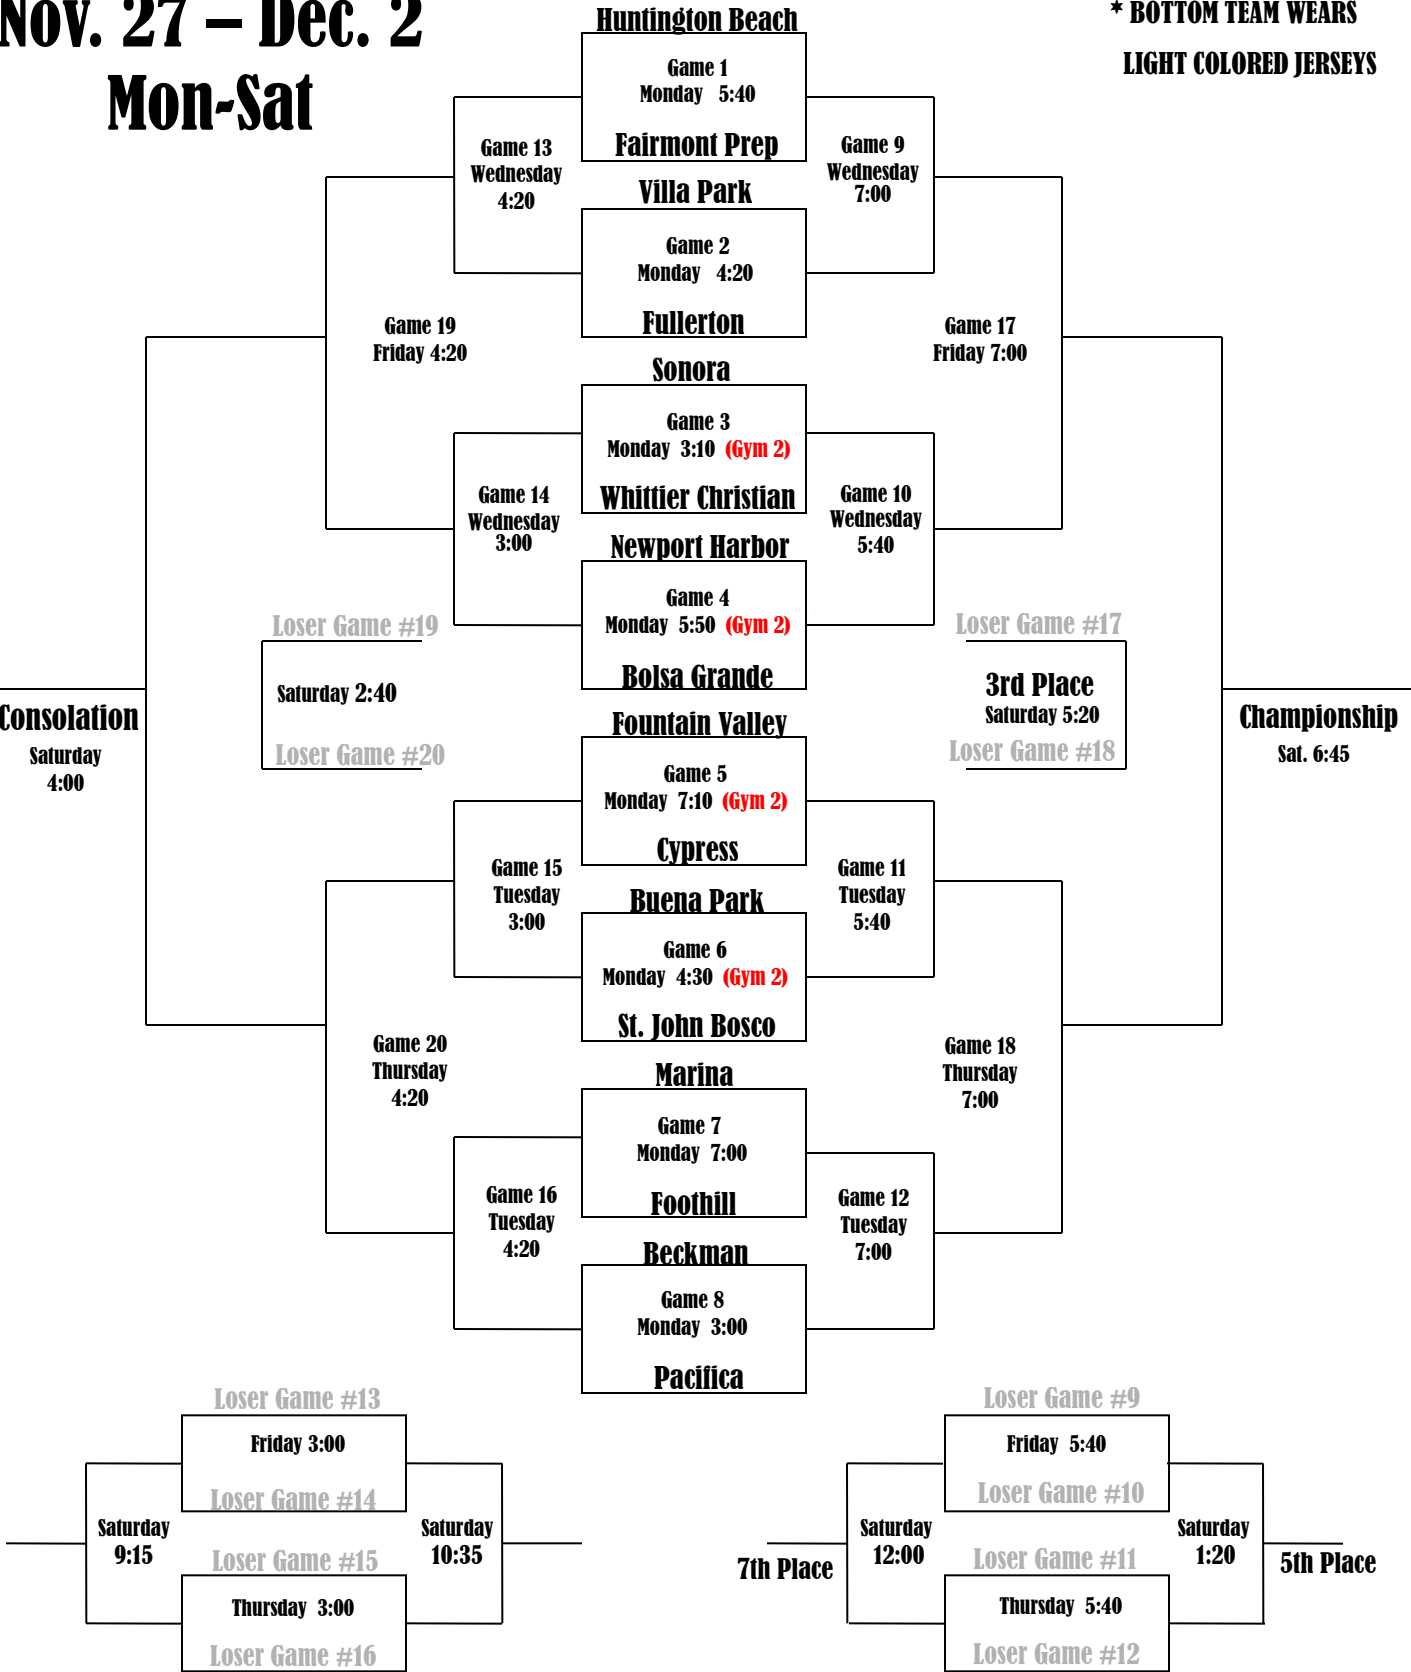 Nov. 27 – Dec. 2
Mon-Sat
* BOTTOM TEAM WEARS
LIGHT COLORED JERSEYS
Huntington Beach
Game 1
Monday 5:40
Fairmont Prep
Game 13
Wednesday
4:20
Game 9
Wednesday
7:00
Villa Park
Game 2
Monday 4:20
Fullerton
Game 19
Friday 4:20
Game 17
Friday 7:00
Sonora
Game 3
Monday 3:10 (Gym 2)
Whittier Christian
Game 14
Wednesday
3:00
Game 10
Wednesday
5:40
Newport Harbor
Game 4
Monday 5:50 (Gym 2)
Bolsa Grande
Loser Game #19
Saturday 2:40
Loser Game #20
Loser Game #17
3rd Place
Saturday 5:20
Loser Game #18
Consolation
Saturday
4:00
Championship
Sat. 6:45
Fountain Valley
Game 5
Monday 7:10 (Gym 2)
Cypress
Game 15
Tuesday
3:00
Game 11
Tuesday
5:40
Buena Park
Game 6
Monday 4:30 (Gym 2)
St. John Bosco
Game 20
Thursday
4:20
Game 18
Thursday
7:00
Marina
Game 7
Monday 7:00
Foothill
Game 16
Tuesday
4:20
Game 12
Tuesday
7:00
Beckman
Game 8
Monday 3:00
Pacifica
Loser Game #13
Friday 3:00
Loser Game #14
Saturday
9:15
Saturday
10:35
Loser Game #15
Thursday 3:00
Loser Game #16
Loser Game #9
Friday 5:40
Loser Game #10
Saturday
12:00
Saturday
1:20
7th Place
5th Place
Loser Game #11
Thursday 5:40
Loser Game #12